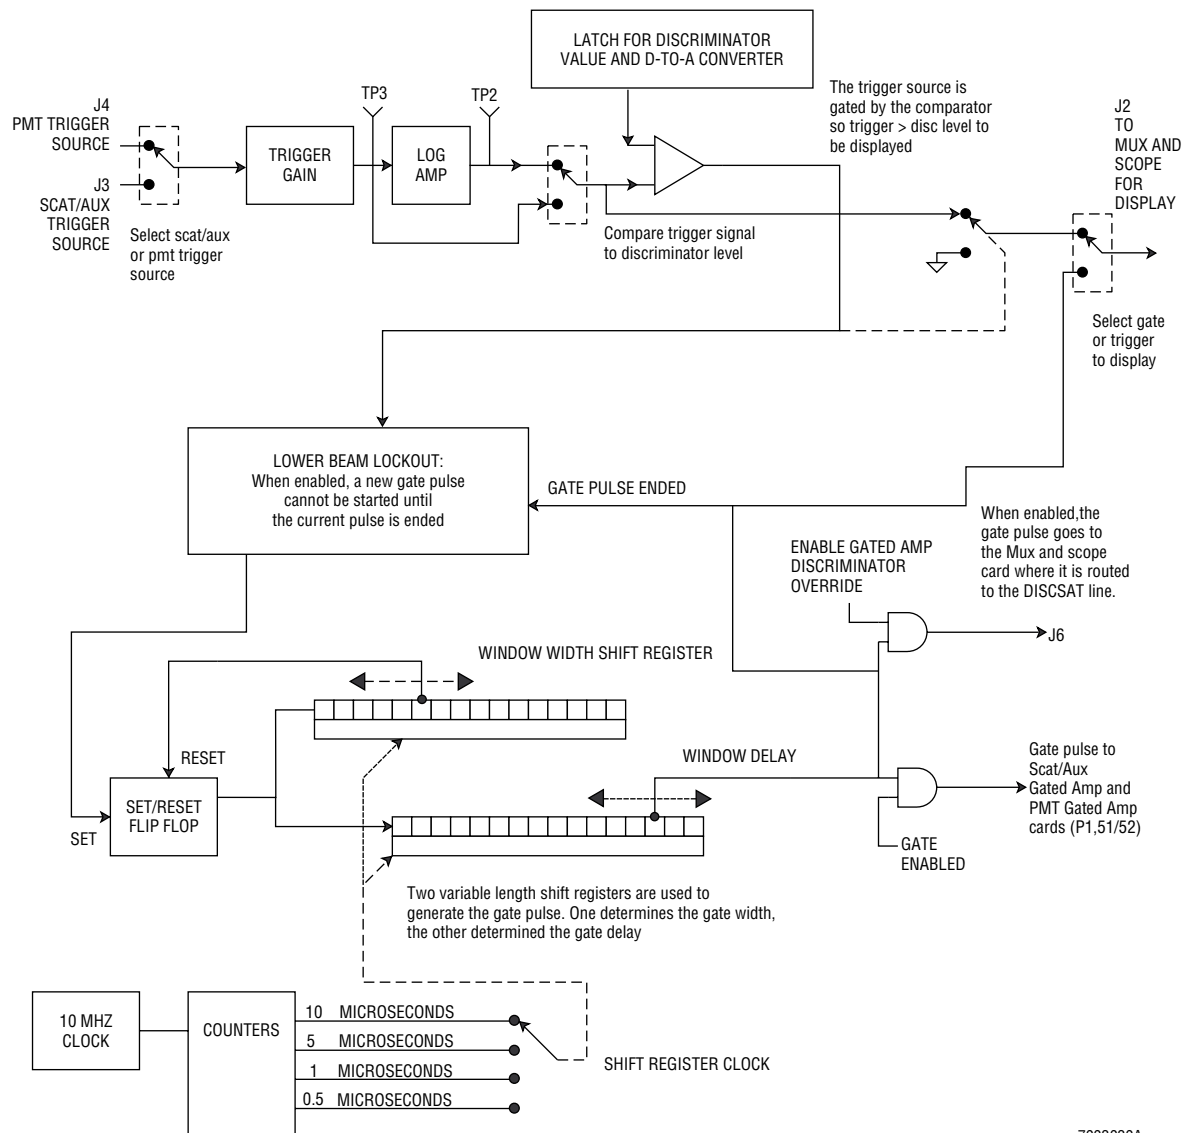 LATCH FOR DISCRIMINATOR
VALUE AND D-TO-A CONVERTER
J4
PMT TRIGGER
SOURCE
J3
SCAT/AUX
TRIGGER
SOURCE
Select scat/aux
or pmt trigger
source
TRIGGER
GAIN
TP3
LOG
AMP
TP2
Compare trigger signal
to discriminator level
The trigger source is
gated by the comparator
so trigger > disc level to
be displayed
J2
TO
MUX AND
SCOPE
FOR
DISPLAY
Select gate
or trigger
to display
LOWER BEAM LOCKOUT:
When enabled, a new gate pulse
cannot be started until
the current pulse is ended
GATE PULSE ENDED
When enabled,the
gate pulse goes to
the Mux and scope
card where it is routed
to the DISCSAT line.
ENABLE GATED AMP
DISCRIMINATOR
OVERRIDE
J6
WINDOW WIDTH SHIFT REGISTER
RESET
SET/RESET
FLIP FLOP
SET
WINDOW DELAY
Gate pulse to
Scat/Aux
Gated Amp and
PMT Gated Amp
cards (P1,51/52)
GATE
ENABLED
Two variable length shift registers are used to
generate the gate pulse. One determines the gate width,
the other determined the gate delay
10 MHZ
CLOCK
COUNTERS
10 MICROSECONDS
5 MICROSECONDS
1 MICROSECONDS
0.5 MICROSECONDS
SHIFT REGISTER CLOCK